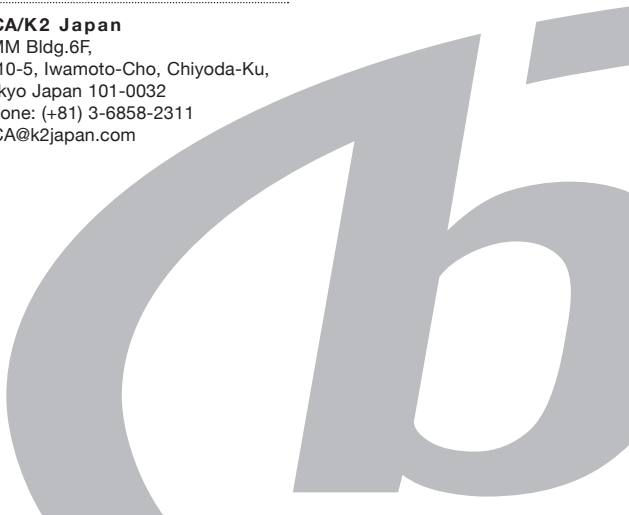 CA/K2 Japan
MM Bldg.6F,
10-5, Iwamoto-Cho, Chiyoda-Ku,
kyo Japan 101-0032
one: (+81) 3-6858-2311
CA@k2japan.com
b